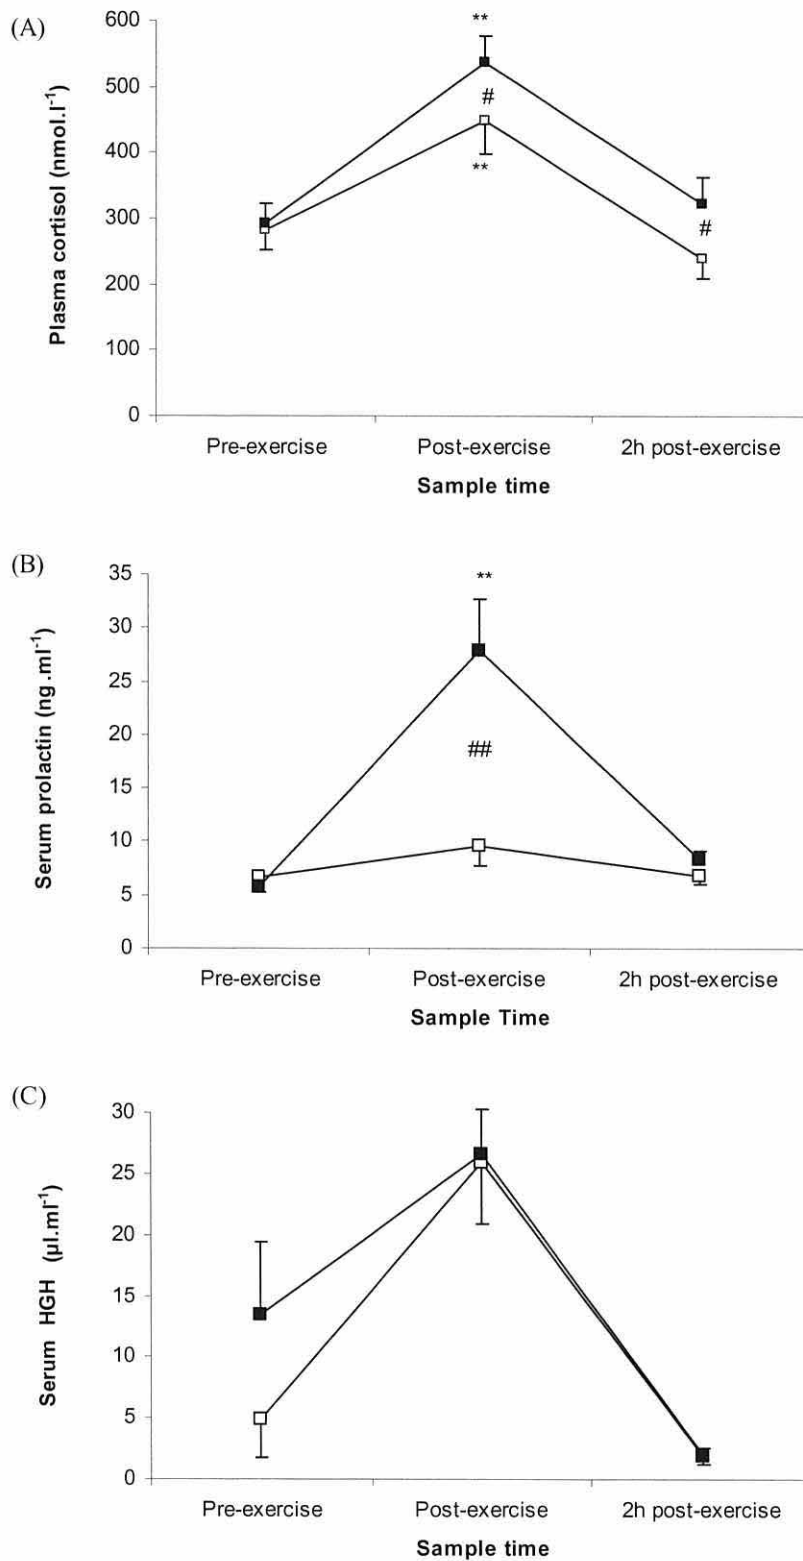 (A)
Plasma cortisol (nmol.l⁻¹)
600
500
400
300
200
100
0
**
#
**
#
Pre-exercise Post-exercise 2h post-exercise
Sample time
(B)
Serum prolactin (ng.ml⁻¹)
35
30
25
20
15
10
5
0
**
##
Pre-exercise Post-exercise 2h post-exercise
Sample Time
(C)
Serum HGH (µl.ml⁻¹)
30
25
20
15
10
5
0
Pre-exercise Post-exercise 2h post-exercise
Sample time